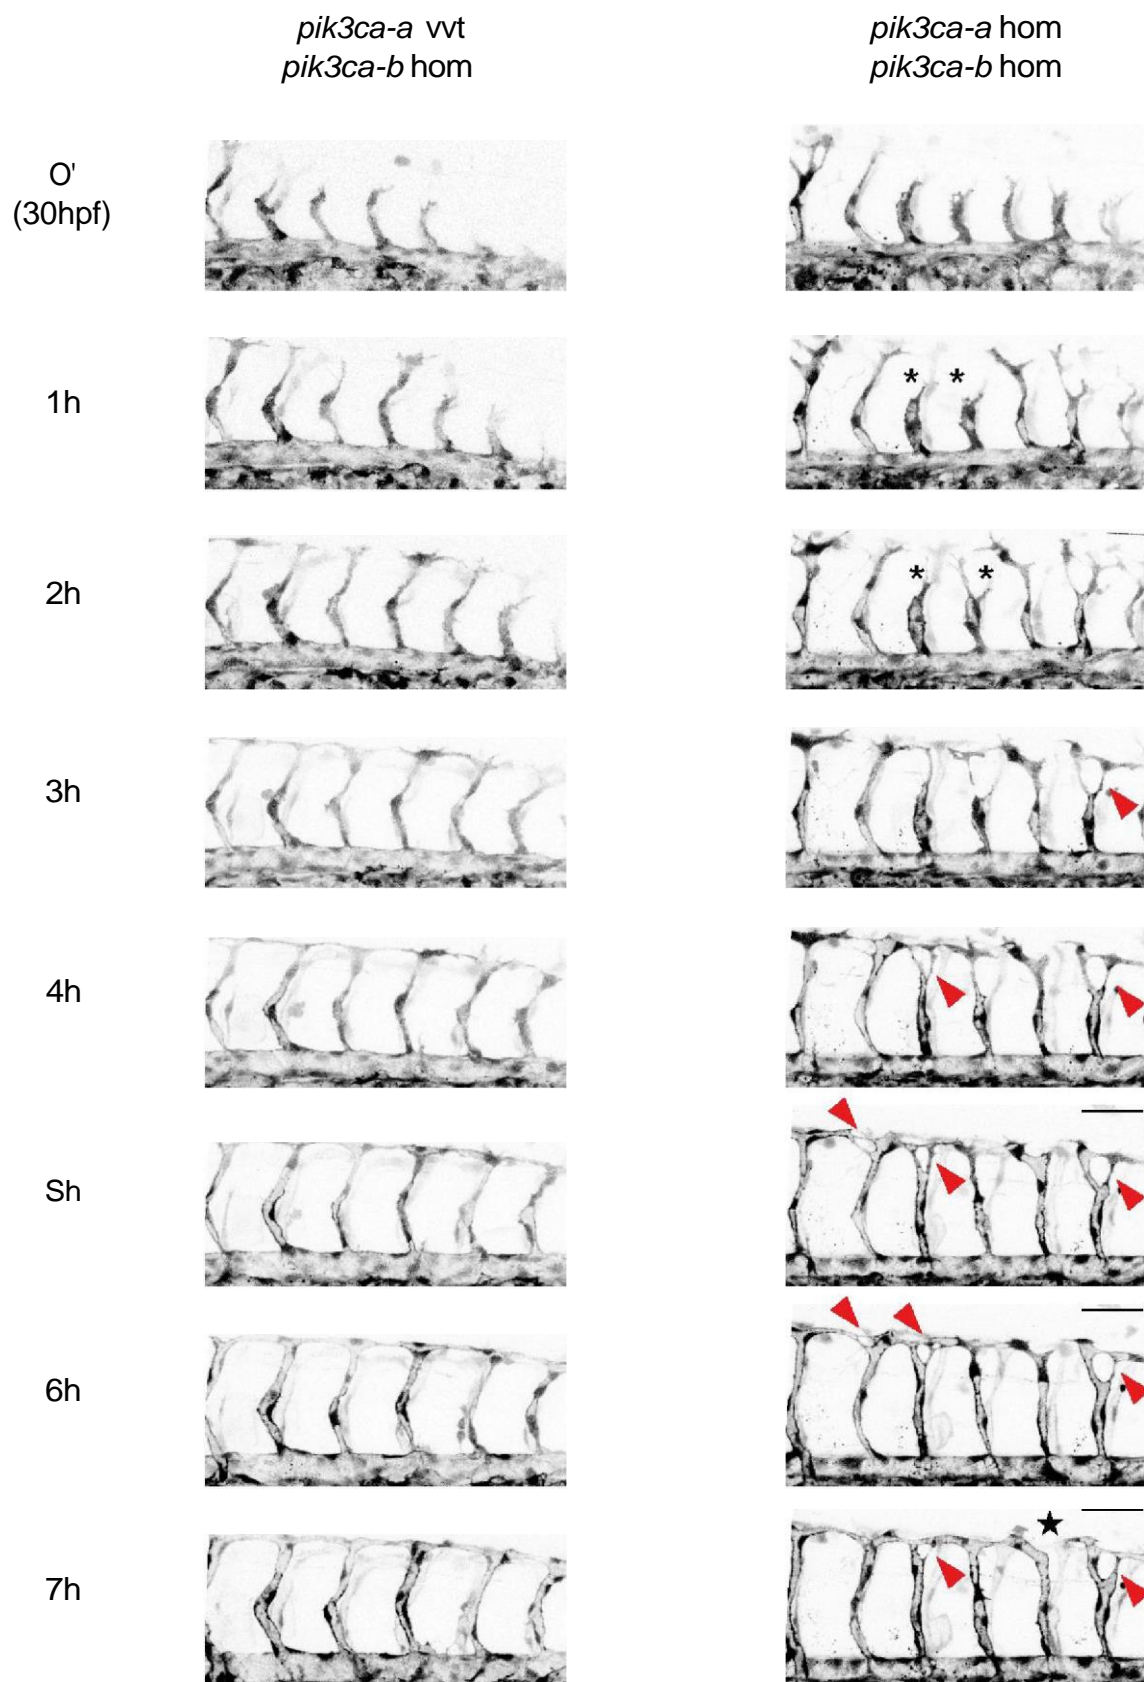 pik3ca-a vvt
pik3ca-b hom
pik3ca-a hom
pik3ca-b hom
O'
(30hpf)
1h
* *
2h
* *
3h
4h
Sh
6h
7h
★